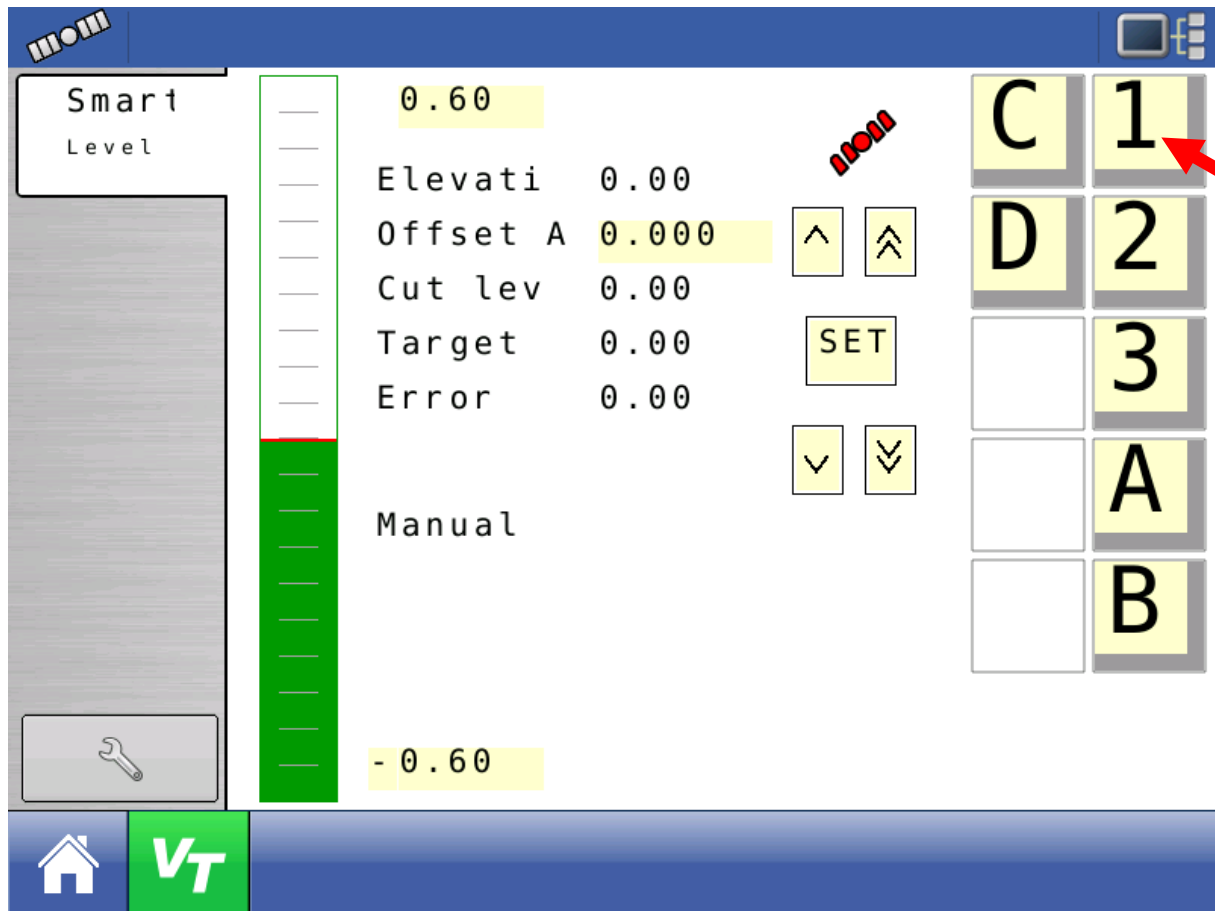 Smart
Level
0.60
Elevati 0.00
Offset A 0.000
Cut lev 0.00
Target 0.00
Error 0.00
SET
Manual
-0.60
C 1
D 2
3
A
B
VT